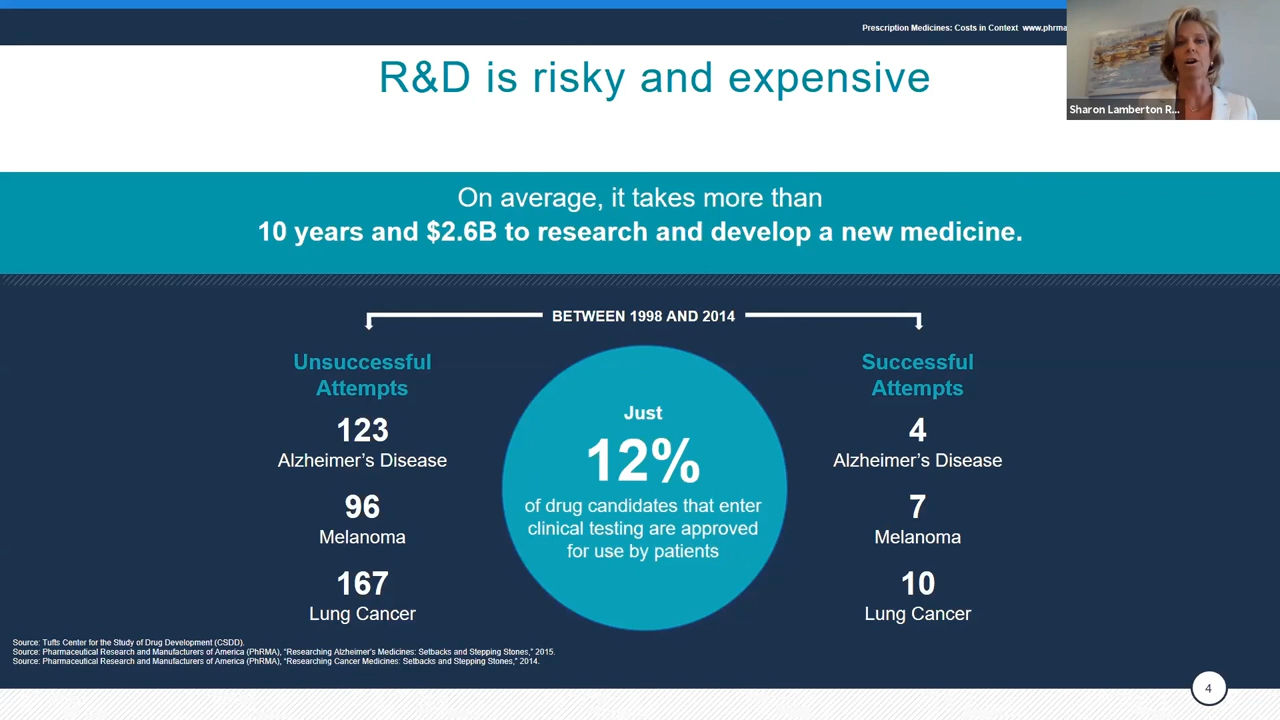 Prescription Medicines: Costs in Context www.phrma
Sharon Lamberton R...
R&D is risky and expensive
On average, it takes more than
10 years and $2.6B to research and develop a new medicine.
BETWEEN 1998 AND 2014
Unsuccessful
Attempts
123
Alzheimer’s Disease
96
Melanoma
167
Lung Cancer
Just
12%
of drug candidates that enter
clinical testing are approved
for use by patients
Successful
Attempts
4
Alzheimer’s Disease
7
Melanoma
10
Lung Cancer
Source: Tufts Center for the Study of Drug Development (CSDD).
Source: Pharmaceutical Research and Manufacturers of America (PhRMA), “Researching Alzheimer’s Medicines: Setbacks and Stepping Stones,” 2015.
Source: Pharmaceutical Research and Manufacturers of America (PhRMA), “Researching Cancer Medicines: Setbacks and Stepping Stones,” 2014.
4